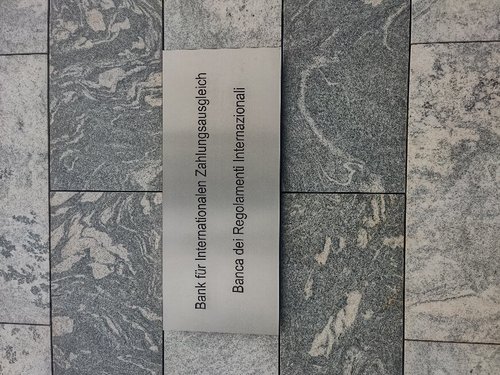 Bank für Internationalen Zahlungsausgleich
Banca dei Regolamenti Internazionali